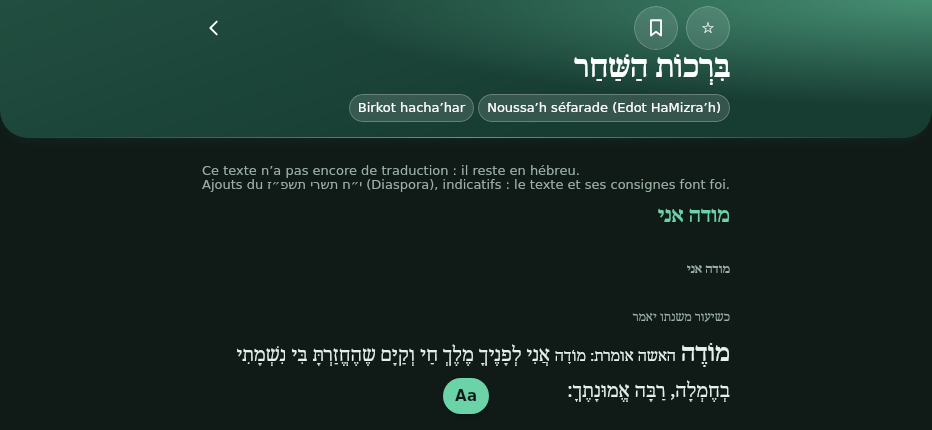 בִּרְכוֹת הַשַּׁחַר
Noussa’h séfarade (Edot HaMizra’h) Birkot hacha’har
Ce texte n’a pas encore de traduction : il reste en hébreu.
Ajouts du י״ח תשרי תשפ״ז (Diaspora), indicatifs : le texte et ses consignes font foi.
מודה אני
מודה אני
כשיעור משנתו יאמר
מוֹדֶה האשה אומרת: מוֹדָה אֲנִי לְפָנֶיךָ מֶלֶךְ חַי וְקַיָּם שֶׁהֶחֱזַרְתָּ בִּי נִשְׁמָתִי
בְחֶמְלָה, רַבָּה אֱמוּנָתֶךָ:
Aa